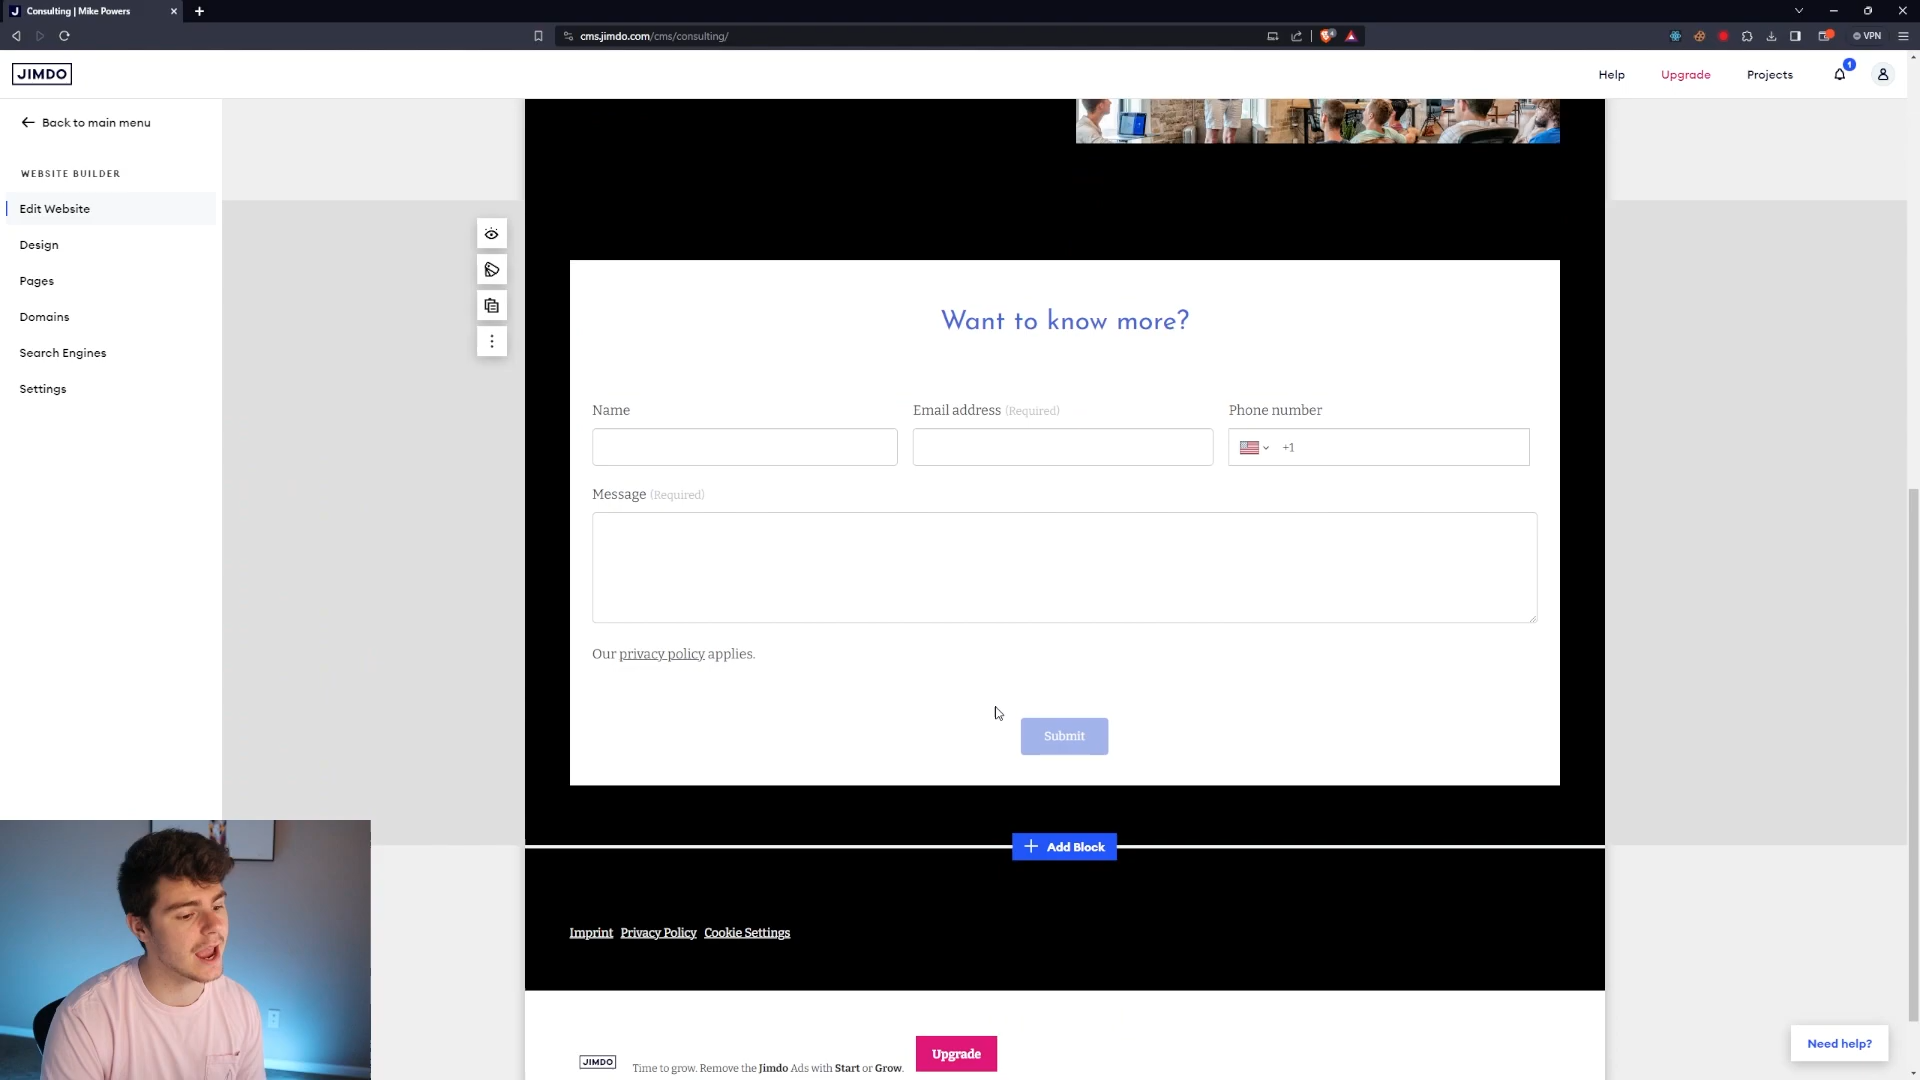 Consulting | Mike Powers
cms.jimdo.com/cms/consulting/
VPN
JIMDO
Help
Upgrade
Projects
1
Back to main menu
WEBSITE BUILDER
Edit Website
Design
Pages
Domains
Search Engines
Settings
Want to know more?
Name
Email address (Required)
Phone number
+1
Message (Required)
Our privacy policy applies.
Submit
Add Block
Imprint Privacy Policy Cookie Settings
JIMDO
Time to grow. Remove the Jimdo Ads with Start or Grow.
Upgrade
Need help?